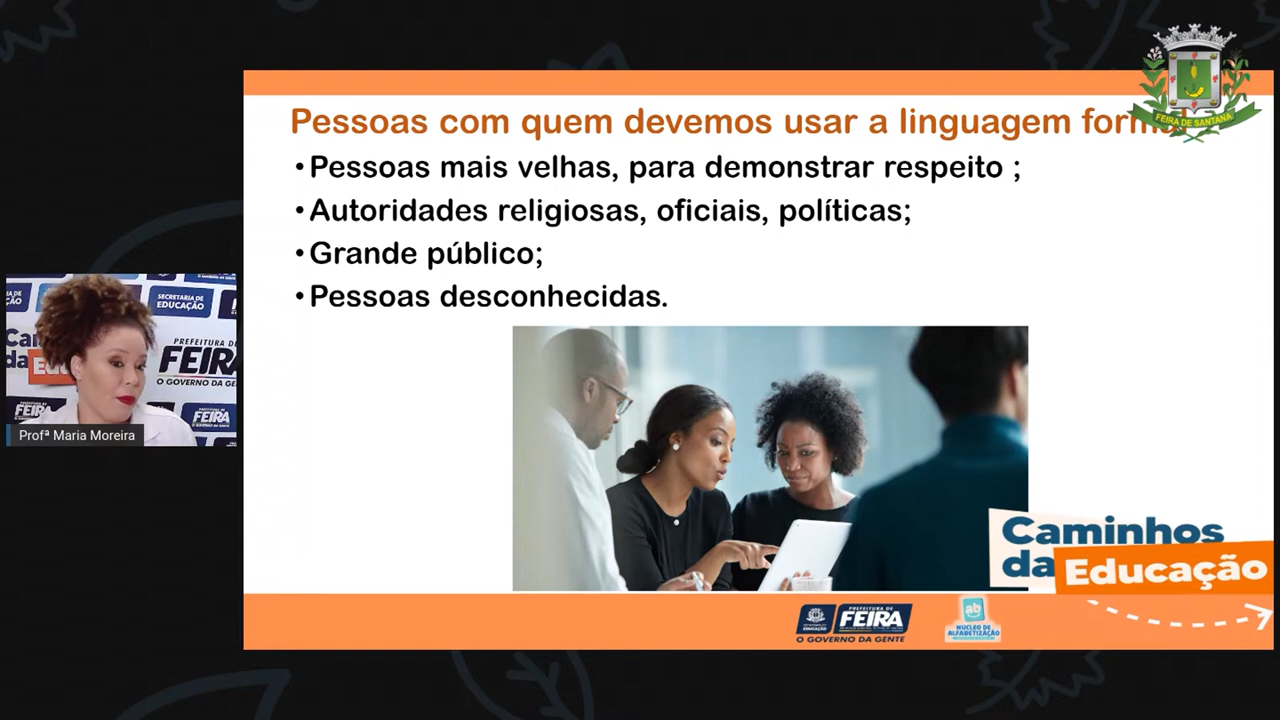 FEIRA DE SANTANA
Pessoas com quem devemos usar a linguagem
• Pessoas mais velhas, para demonstrar respeito ;
• Autoridades religiosas, oficiais, políticas;
• Grande público;
• Pessoas desconhecidas.
SECRETARIA DE
EDUCAÇÃO
PREFEITURA DE
FEIRA
O GOVERNO DA GENTE
Profª Maria Moreira
Caminhos
da Educação
PREFEITURA DE
FEIRA
EDUCAÇÃO
O GOVERNO DA GENTE
ab
NÚCLEO DE
ALFABETIZAÇÃO